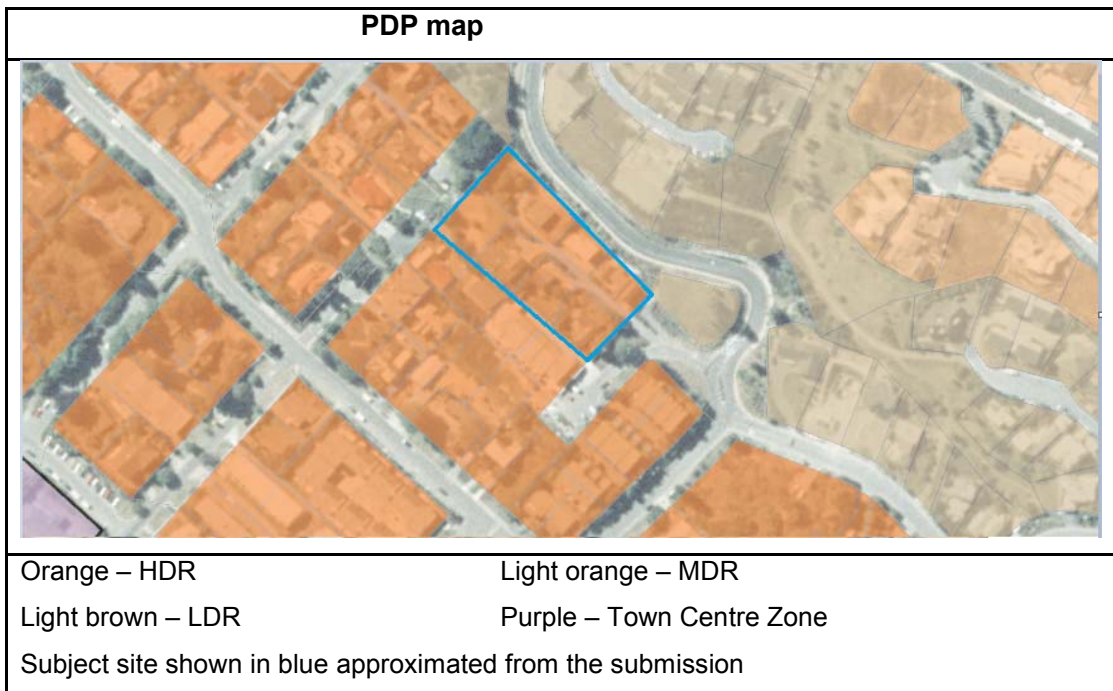 PDP map
Orange – HDR Light orange – MDR
Light brown – LDR Purple – Town Centre Zone
Subject site shown in blue approximated from the submission